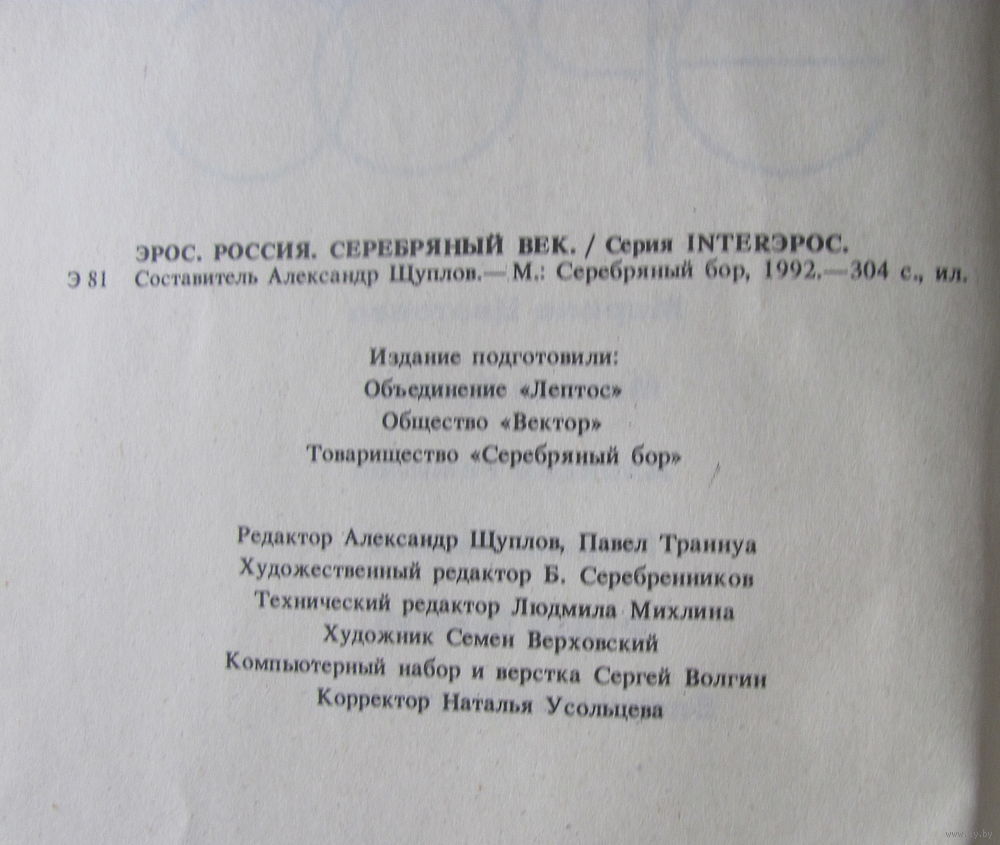 ЭРОС. РОССИЯ. СЕРЕБРЯНЫЙ ВЕК. / Серия INTERЭРОС.
Э 81 Составитель Александр Щуплов.— М.: Серебряный бор, 1992.— 304 с., ил.
Издание подготовили:
Объединение «Лептос»
Общество «Вектор»
Товарищество «Серебряный бор»
Редактор Александр Щуплов, Павел Траннуа
Художественный редактор Б. Серебренников
Технический редактор Людмила Михлина
Художник Семен Верховский
Компьютерный набор и верстка Сергей Волгин
Корректор Наталья Усольцева